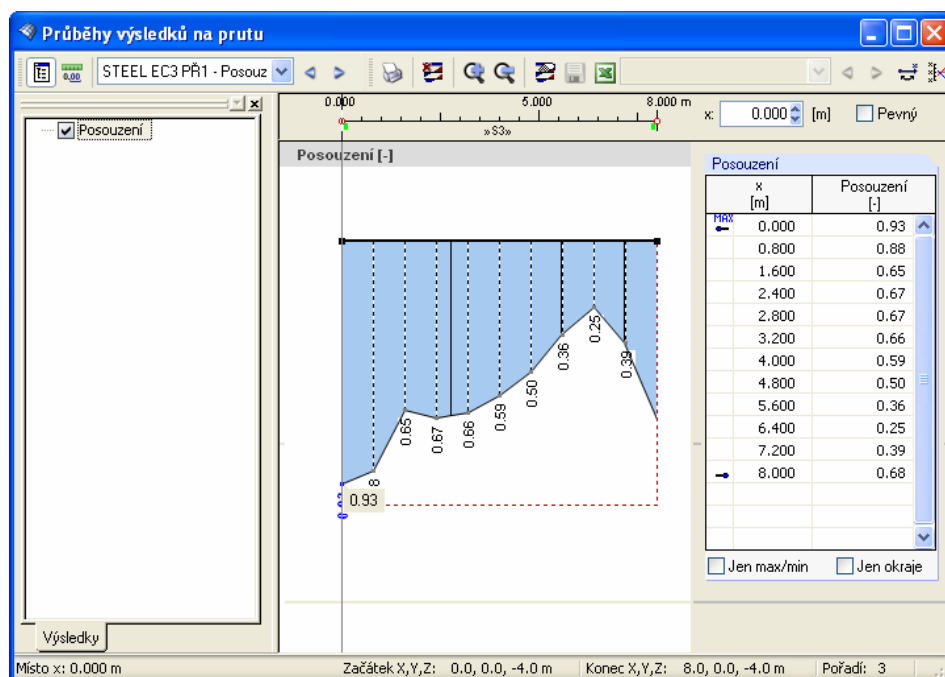 Průběhy výsledků na prutu
0,00 STEEL EC3 PŘ1 - Posouz
Posouzení
0.000 5.000 8.000 m
»S3»
x: 0.000 [m] Pevný
Posouzení [-]
0.65
0.67
0.66
0.59
0.50
0.36
0.25
0.39
8
0.93
Posouzení
x Posouzení
[m] [-]
MAX 0.000 0.93
0.800 0.88
1.600 0.65
2.400 0.67
2.800 0.67
3.200 0.66
4.000 0.59
4.800 0.50
5.600 0.36
6.400 0.25
7.200 0.39
8.000 0.68
Jen max/min Jen okraje
Výsledky
Místo x: 0.000 m Začátek X,Y,Z: 0.0, 0.0, -4.0 m Konec X,Y,Z: 8.0, 0.0, -4.0 m Pořadí: 3